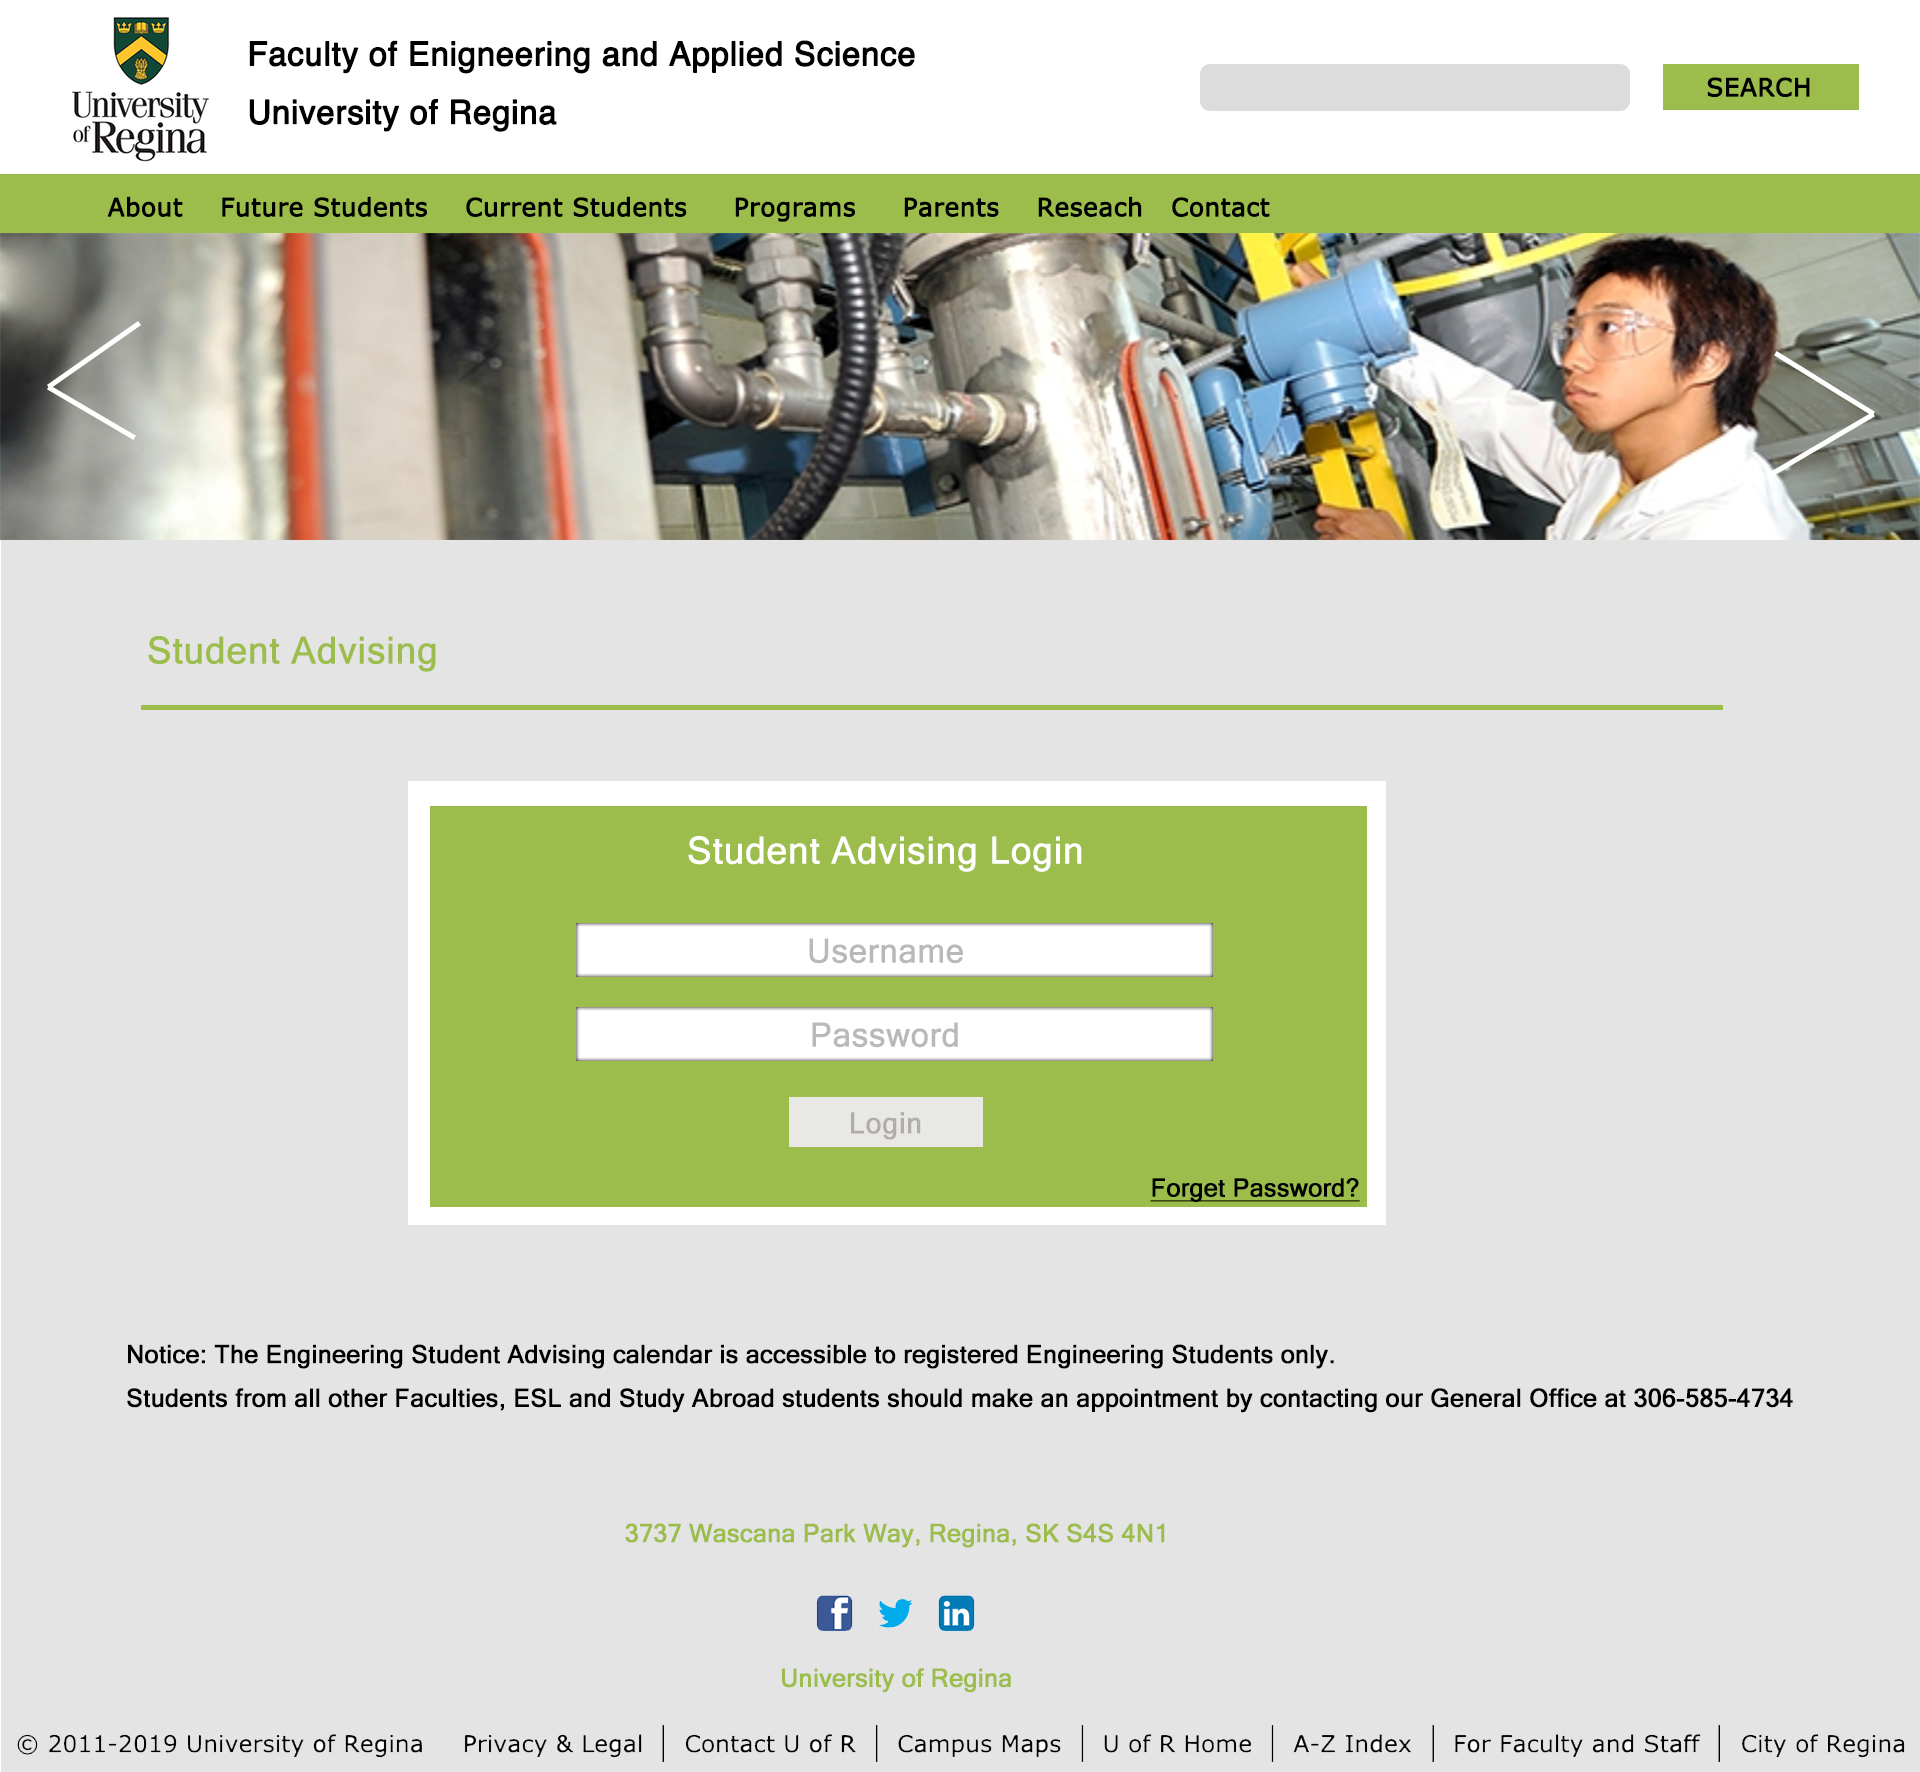 University
of Regina
Faculty of Enigneering and Applied Science
University of Regina
SEARCH
About Future Students Current Students Programs Parents Reseach Contact
Student Advising
Student Advising Login
Username
Password
Login
Forget Password?
Notice: The Engineering Student Advising calendar is accessible to registered Engineering Students only.
Students from all other Faculties, ESL and Study Abroad students should make an appointment by contacting our General Office at 306-585-4734
3737 Wascana Park Way, Regina, SK S4S 4N1
f in
University of Regina
© 2011-2019 University of Regina Privacy & Legal Contact U of R Campus Maps U of R Home A-Z Index For Faculty and Staff City of Regina